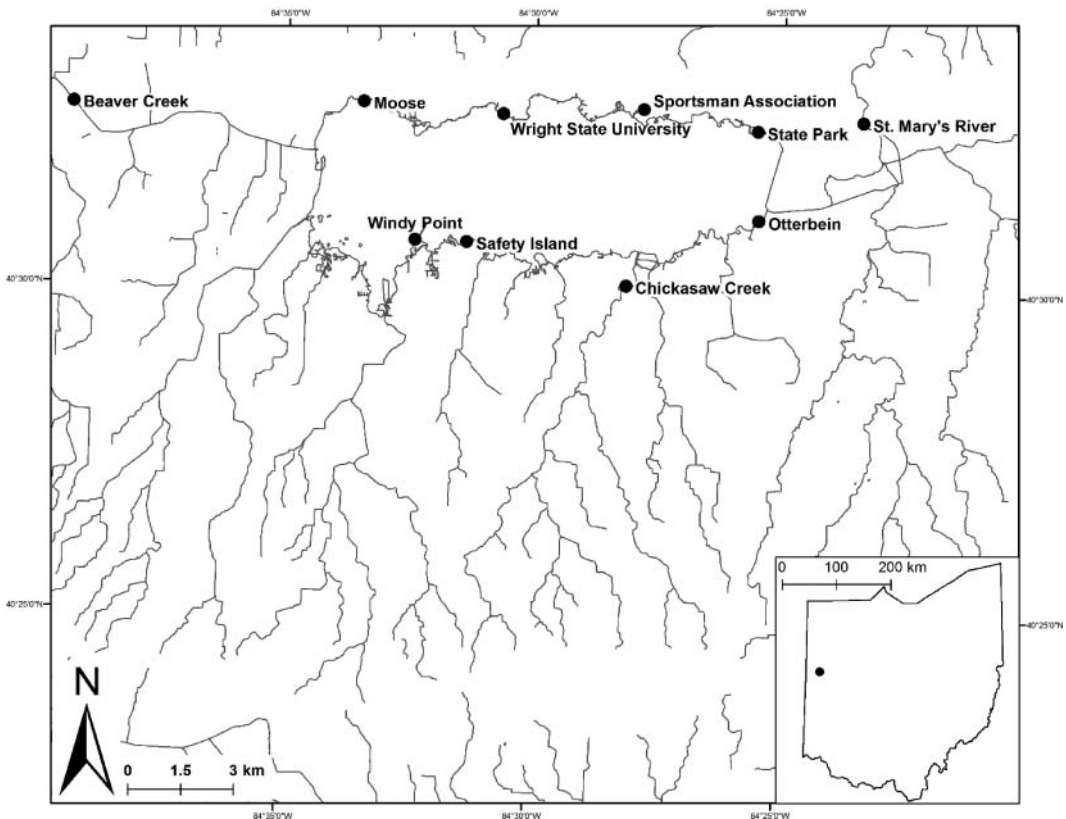 84°35'0"W 84°30'0"W 84°25'0"W
Beaver Creek
Moose
Sportsman Association
Wright State University
State Park
St. Mary's River
Windy Point
Safety Island
Otterbein
40°30'0"N
Chickasaw Creek
40°30'0"N
0 100 200 km
40°25'0"N
40°25'0"N
N
0 1.5 3 km
84°35'0"W 84°30'0"W 84°25'0"W